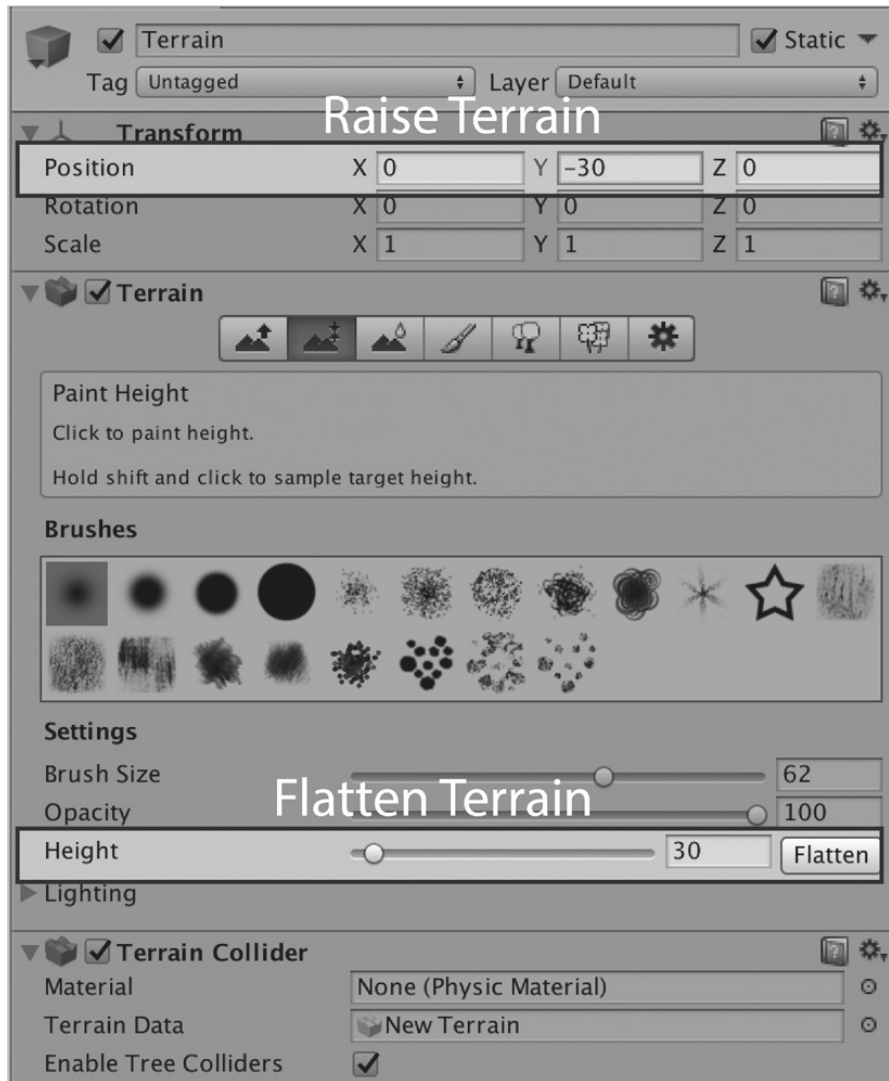 Terrain Static
Tag Untagged Layer Default
Raise Terrain
Transform
Position X 0 Y -30 Z 0
Rotation X 0 Y 0 Z 0
Scale X 1 Y 1 Z 1
Terrain
Paint Height
Click to paint height.
Hold shift and click to sample target height.
Brushes
Settings
Brush Size 62
Flatten Terrain
Opacity 100
Height 30 Flatten
Lighting
Terrain Collider
Material None (Physic Material)
Terrain Data New Terrain
Enable Tree Colliders